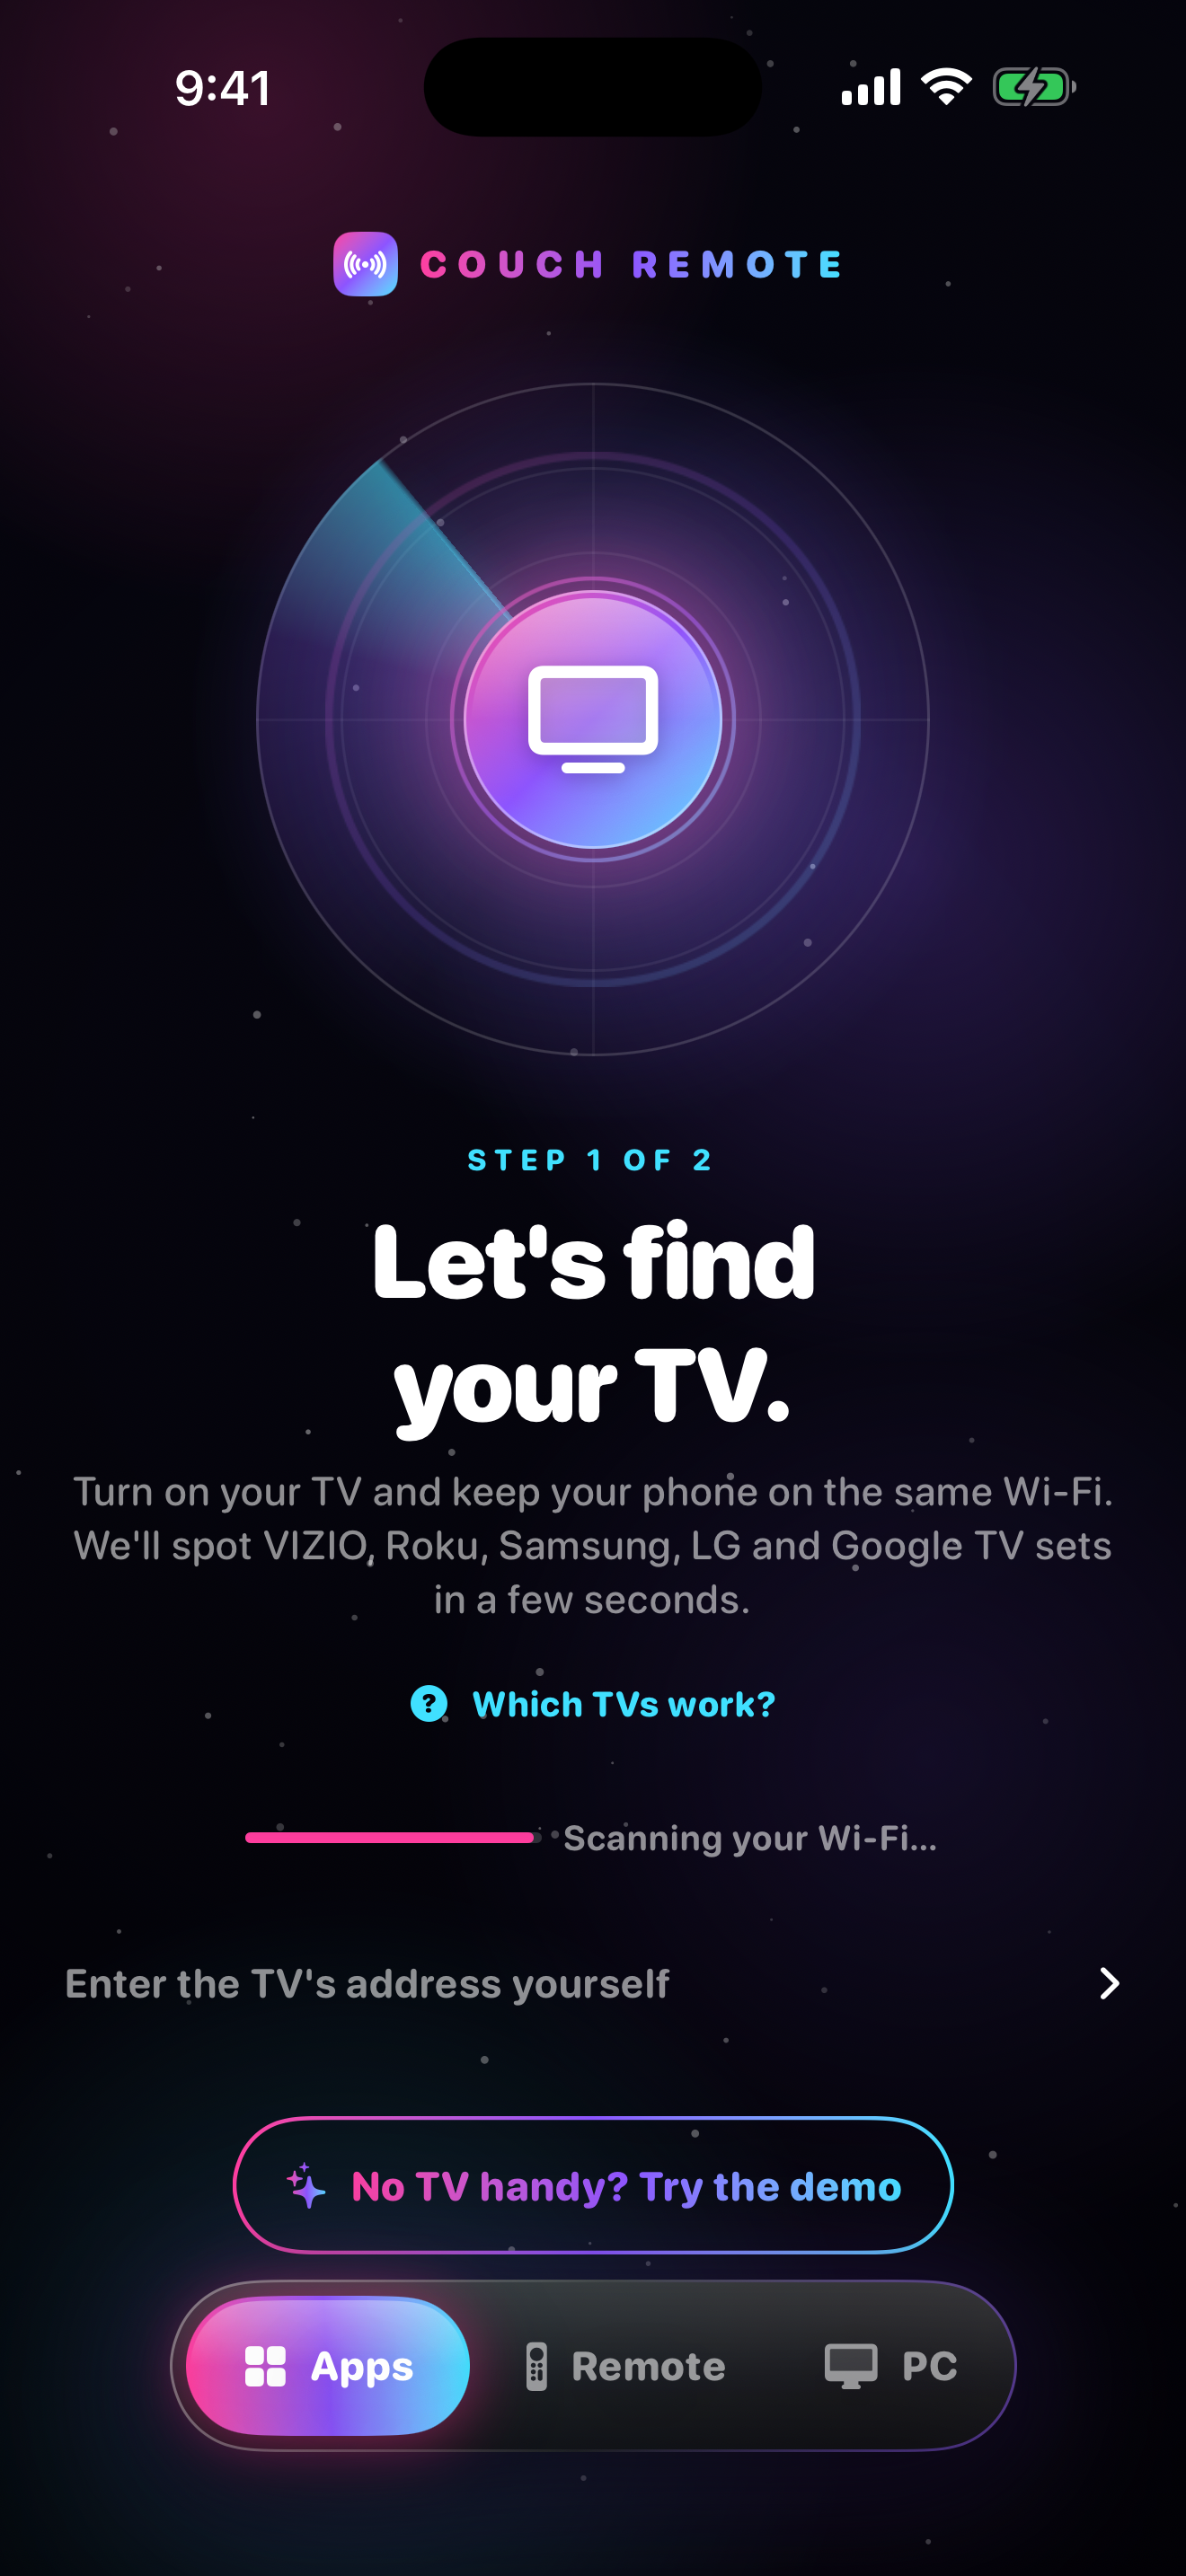 9:41
COUCH REMOTE
STEP 1 OF 2
Let's find
your TV.
Turn on your TV and keep your phone on the same Wi-Fi.
We'll spot VIZIO, Roku, Samsung, LG and Google TV sets
in a few seconds.
? Which TVs work?
Scanning your Wi-Fi...
Enter the TV's address yourself
No TV handy? Try the demo
Apps Remote PC